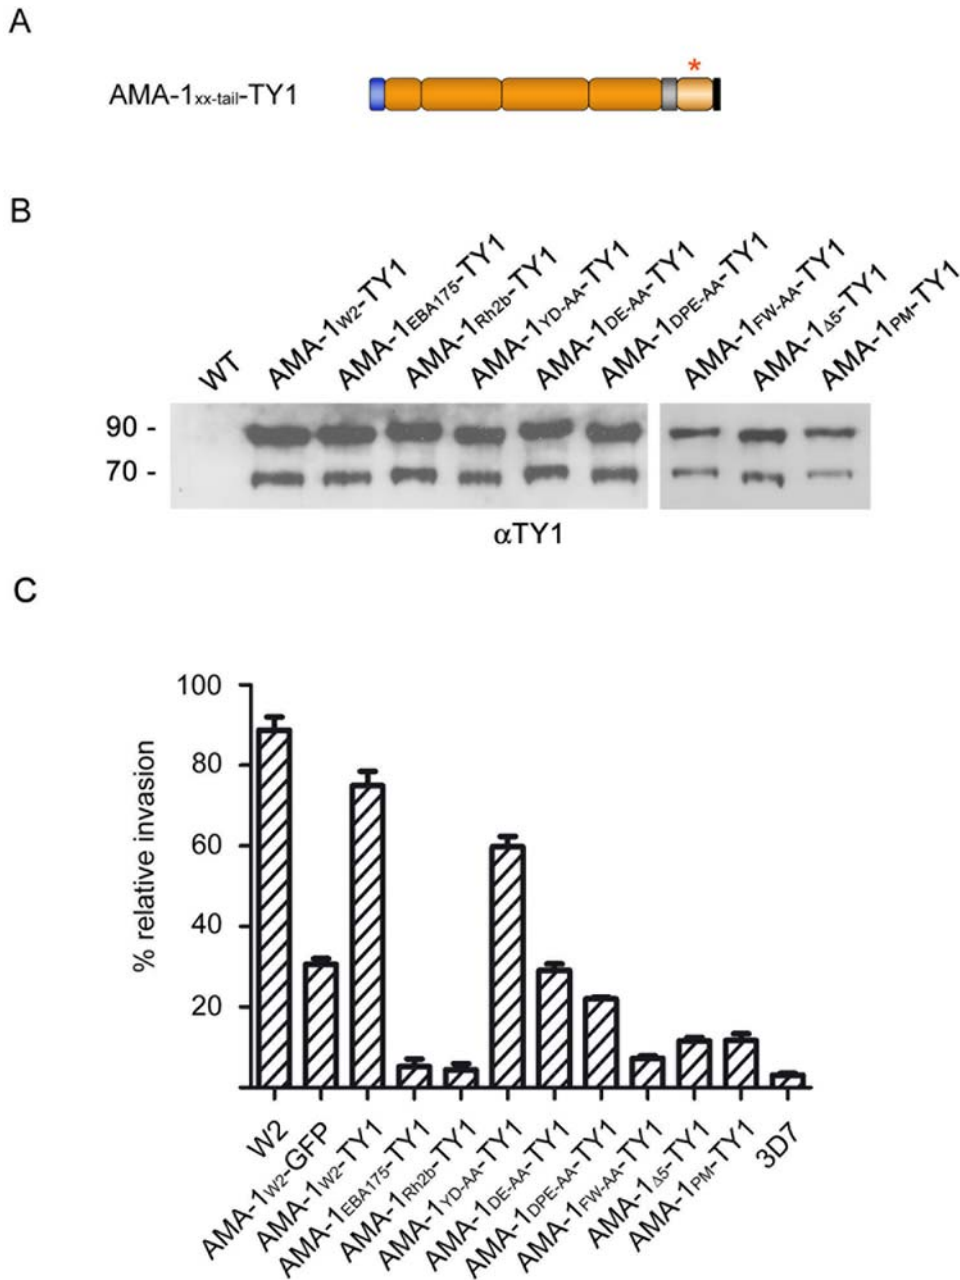 A
*
AMA-1xx-tail-TY1
B
WT
AMA-1W2-TY1
AMA-1EBA175-TY1
AMA-1Rh2b-TY1
AMA-1YD-AA-TY1
AMA-1DE-AA-TY1
AMA-1DPE-AA-TY1
AMA-1FW-AA-TY1
AMA-1Δ5-TY1
AMA-1PM-TY1
90 -
70 -
αTY1
C
% relative invasion
100
80
60
40
20
W2
AMA-1W2-GFP
AMA-1W2-TY1
AMA-1EBA175-TY1
AMA-1Rh2b-TY1
AMA-1YD-AA-TY1
AMA-1DE-AA-TY1
AMA-1DPE-AA-TY1
AMA-1FW-AA-TY1
AMA-1Δ5-TY1
AMA-1PM-TY1
3D7